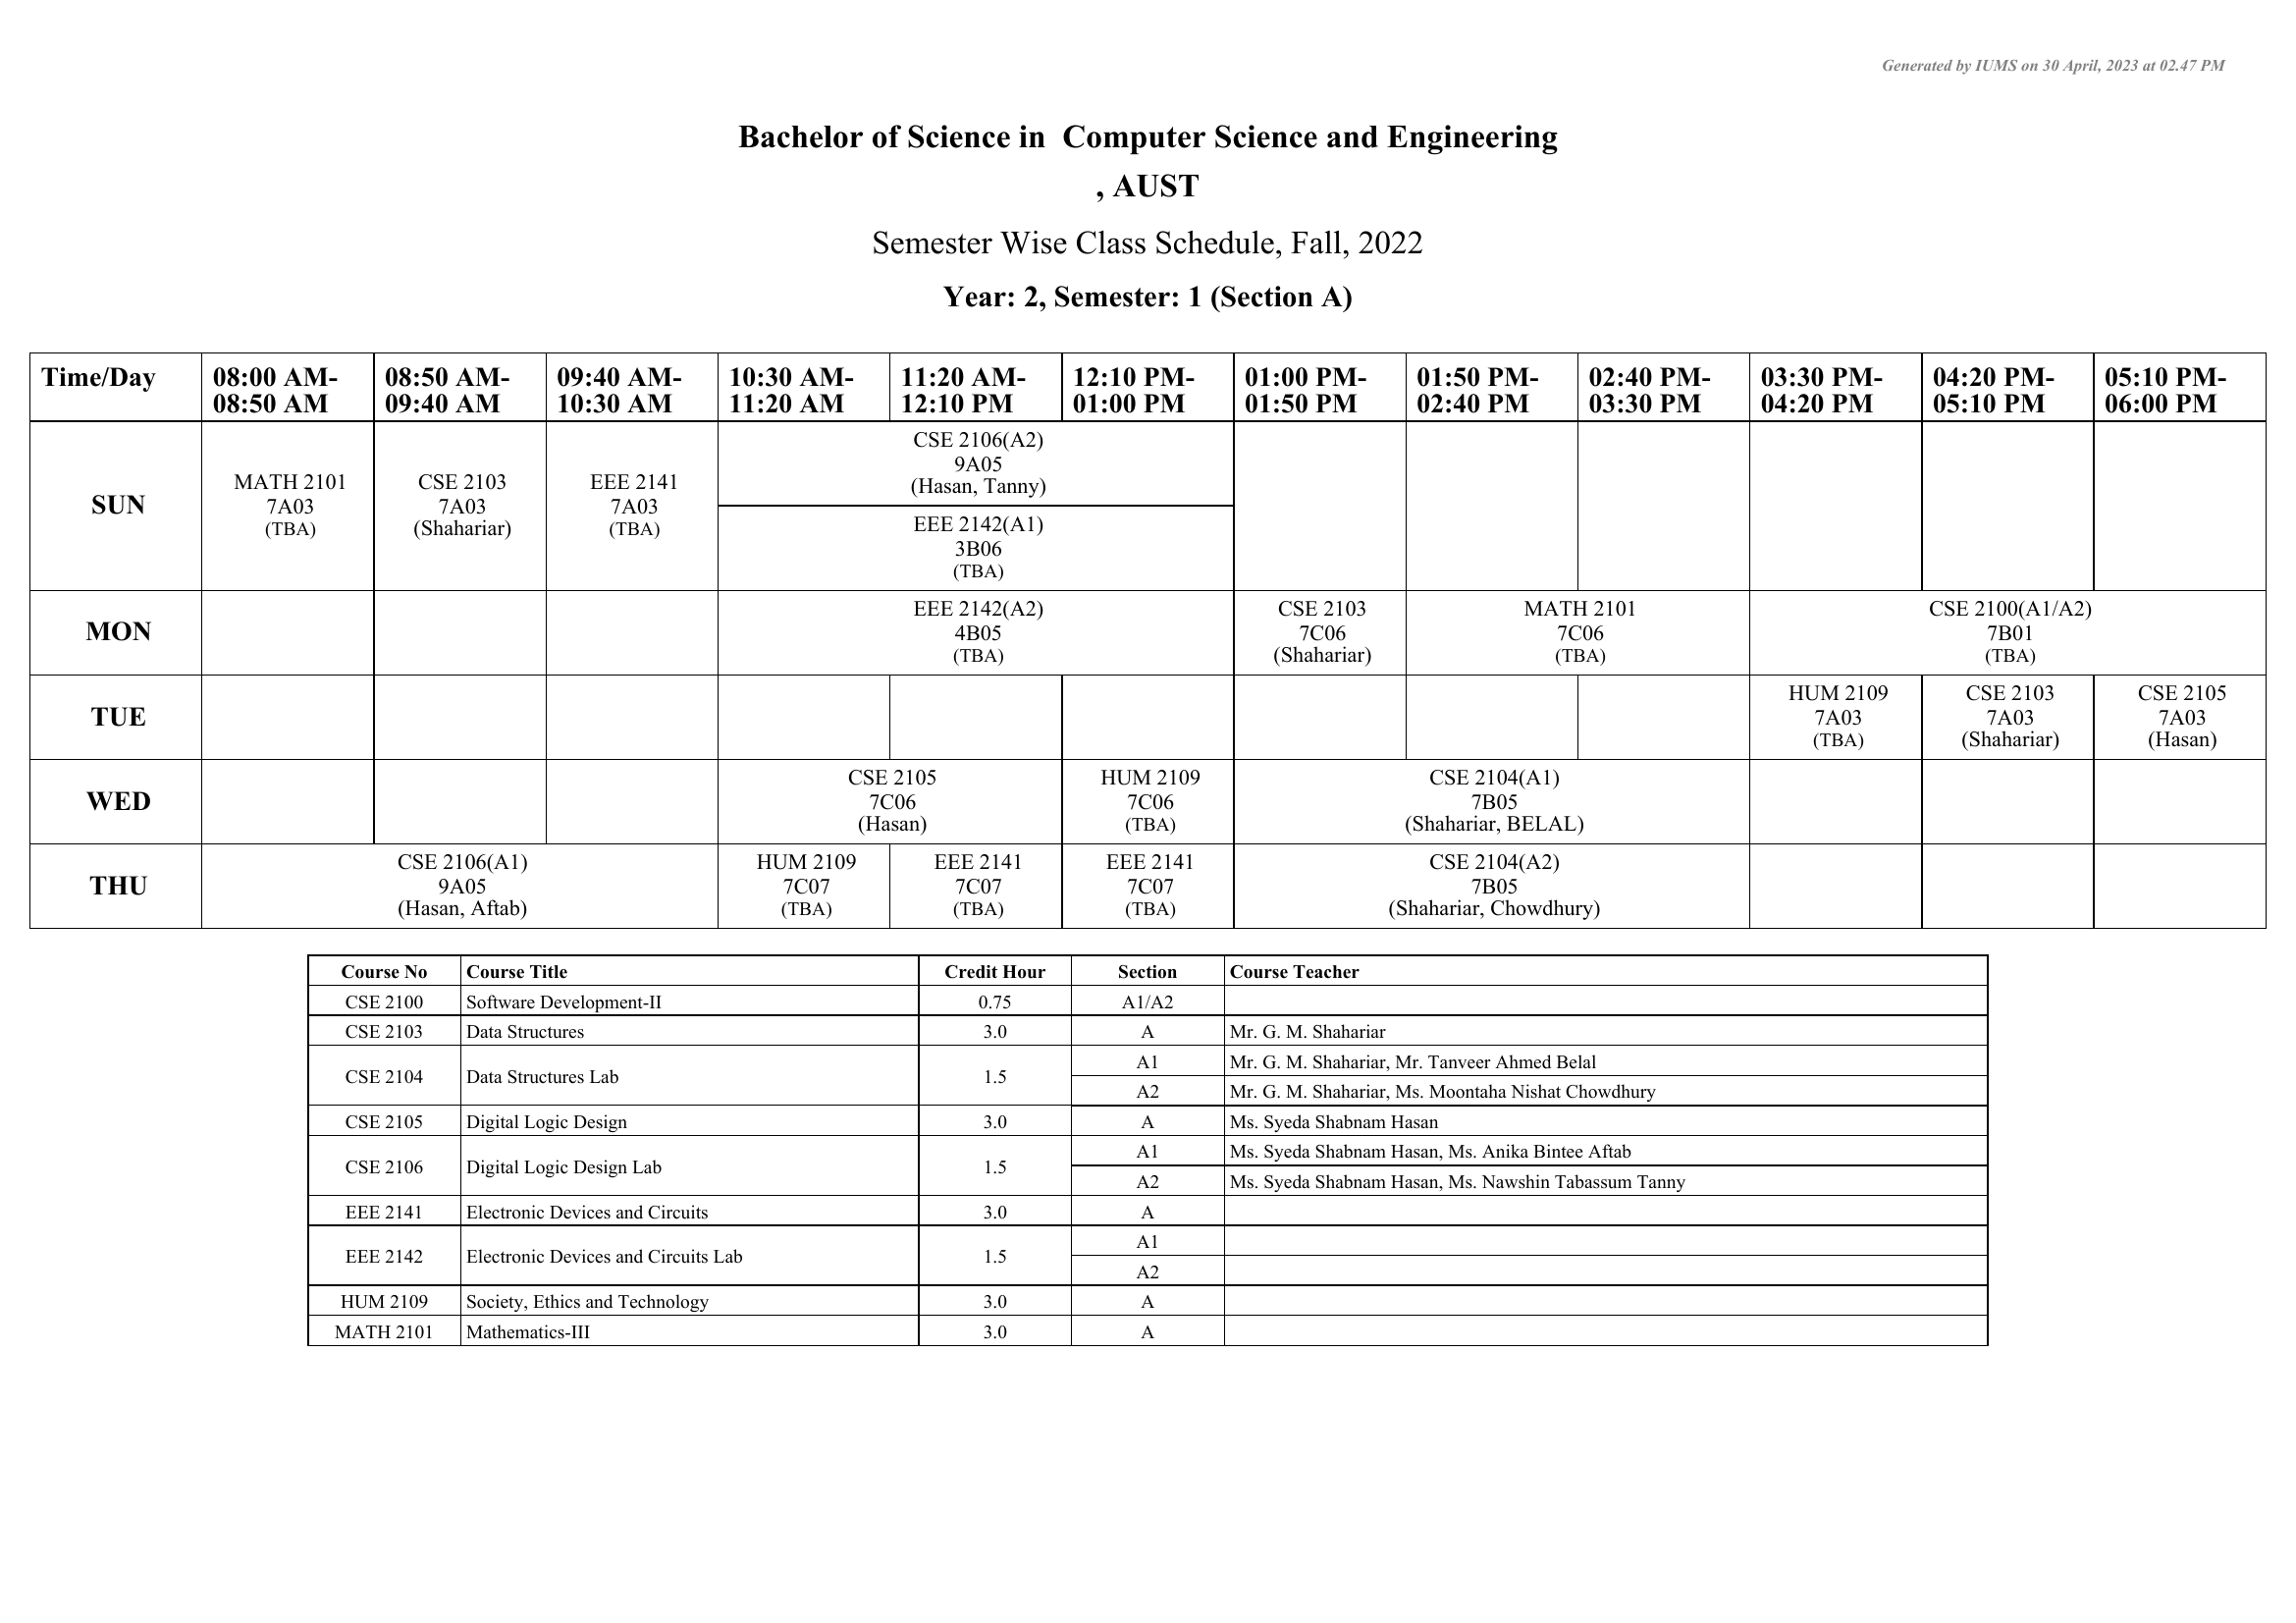 Generated by IUMS on 30 April, 2023 at 02.47 PM
Bachelor of Science in  Computer Science and Engineering
, AUST
Semester Wise Class Schedule, Fall, 2022
Year: 2, Semester: 1 (Section A)
Time/Day 08:00 AM-08:50 AM 08:50 AM-09:40 AM 09:40 AM-10:30 AM 10:30 AM-11:20 AM 11:20 AM-12:10 PM 12:10 PM-01:00 PM 01:00 PM-01:50 PM 01:50 PM-02:40 PM 02:40 PM-03:30 PM 03:30 PM-04:20 PM 04:20 PM-05:10 PM 05:10 PM-06:00 PM
SUN
MATH 2101
7A03
(TBA)
CSE 2103
7A03
(Shahariar)
EEE 2141
7A03
(TBA)
CSE 2106(A2)
9A05
(Hasan, Tanny)
EEE 2142(A1)
3B06
(TBA)
MON
EEE 2142(A2)
4B05
(TBA)
CSE 2103
7C06
(Shahariar)
MATH 2101
7C06
(TBA)
CSE 2100(A1/A2)
7B01
(TBA)
TUE
HUM 2109
7A03
(TBA)
CSE 2103
7A03
(Shahariar)
CSE 2105
7A03
(Hasan)
WED
CSE 2105
7C06
(Hasan)
HUM 2109
7C06
(TBA)
CSE 2104(A1)
7B05
(Shahariar, BELAL)
THU
CSE 2106(A1)
9A05
(Hasan, Aftab)
HUM 2109
7C07
(TBA)
EEE 2141
7C07
(TBA)
EEE 2141
7C07
(TBA)
CSE 2104(A2)
7B05
(Shahariar, Chowdhury)
Course No Course Title Credit Hour Section Course Teacher
CSE 2100 Software Development-II 0.75 A1/A2
CSE 2103 Data Structures 3.0 A Mr. G. M. Shahariar
CSE 2104 Data Structures Lab 1.5 A1 Mr. G. M. Shahariar, Mr. Tanveer Ahmed Belal
A2 Mr. G. M. Shahariar, Ms. Moontaha Nishat Chowdhury
CSE 2105 Digital Logic Design 3.0 A Ms. Syeda Shabnam Hasan
CSE 2106 Digital Logic Design Lab 1.5 A1 Ms. Syeda Shabnam Hasan, Ms. Anika Bintee Aftab
A2 Ms. Syeda Shabnam Hasan, Ms. Nawshin Tabassum Tanny
EEE 2141 Electronic Devices and Circuits 3.0 A
EEE 2142 Electronic Devices and Circuits Lab 1.5 A1
A2
HUM 2109 Society, Ethics and Technology 3.0 A
MATH 2101 Mathematics-III 3.0 A